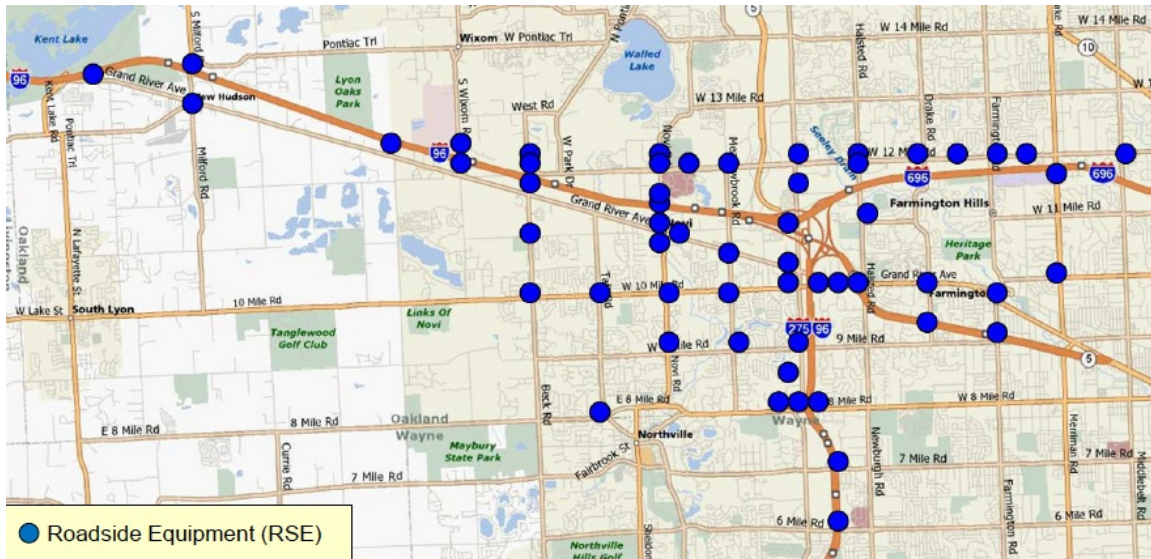 Kent Lake
S Milford Rd
Pontiac Trl
Wixom
W Pontiac Trl
Walled
Lake
5
Halsted Rd
W 14 Mile Rd
W 14 Mile Rd
10
96
Grand River Ave
New Hudson
Kent Lake Rd
Lyon
Oaks
Park
S Wixom Rd
West Rd
W 13 Mile Rd
Drake Rd
Farmington
Pontiac Trl
Milford Rd
96
W Park Dr
Seeley Drain
W 12 Mile Rd
696
696
Grand River Ave
Novi
Farmington Hills
W 11 Mile Rd
Livingston
Oakland
N Lafayette St
Heritage
Park
Grand River Ave
Halsted Rd
W Lake St
South Lyon
10 Mile Rd
W 10 Mile Rd
Links Of
Novi
Tanglewood
Golf Club
275
96
9 Mile Rd
5
Novi Rd
Beck Rd
E 8 Mile Rd
8 Mile Rd
W 8 Mile Rd
Oakland
Wayne
Wayne
E 8 Mile Rd
8 Mile Rd
Northville
Maybury
State Park
Fairbrook St
Currie Rd
7 Mile Rd
7 Mile Rd
7 Mile Rd
Newburgh Rd
Merriman Rd
Middlebelt Rd
Farmington Rd
6 Mile Rd
6 Mile Rd
Sheldon
Northville
Hills Golf
Roadside Equipment (RSE)